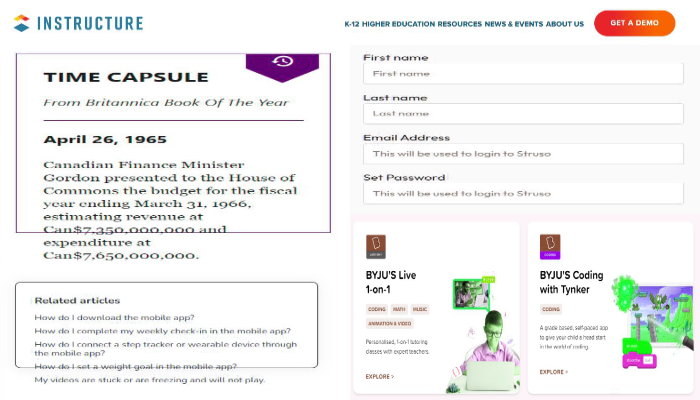 INSTRUCTURE
K-12 HIGHER EDUCATION RESOURCES NEWS & EVENTS ABOUT US
GET A DEMO
TIME CAPSULE
From Britannica Book Of The Year
April 26, 1965
Canadian Finance Minister
Gordon presented to the House of
Commons the budget for the fiscal
year ending March 31, 1966,
estimating revenue at
Can$7,350,000,000 and
expenditure at
Can$7,650,000,000.
Related articles
How do I download the mobile app?
How do I complete my weekly check-in in the mobile app?
How do I connect a step tracker or wearable device through
the mobile app?
How do I set a weight goal in the mobile app?
My videos are stuck or are freezing and will not play.
First name
First name
Last name
Last name
Email Address
This will be used to login to Struso
Set Password
This will be used to login to Struso
BYJU'S Live
1-on-1
CODING
MATH
MUSIC
ANIMATION & VIDEO
Personalised, 1-on-1 tutoring
classes with expert teachers.
EXPLORE >
CODING
BYJU'S Coding
with Tynker
CODING
A grade based, self-paced app
to give your child a head start
in the world of coding.
EXPLORE >